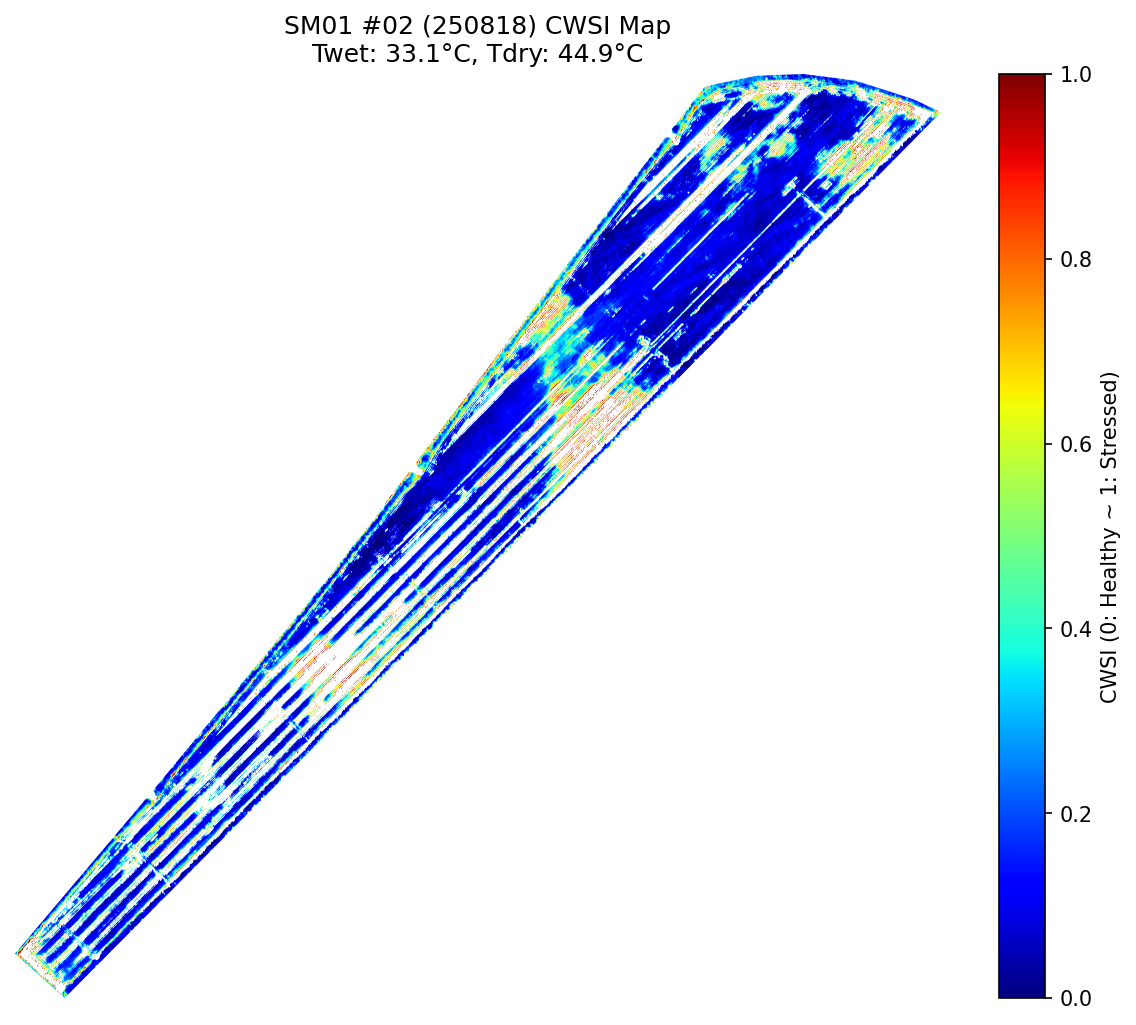 SM01 #02 (250818) CWSI Map
Twet: 33.1°C, Tdry: 44.9°C
1.0
0.8
0.6
0.4
0.2
0.0
CWSI (0: Healthy ~ 1: Stressed)